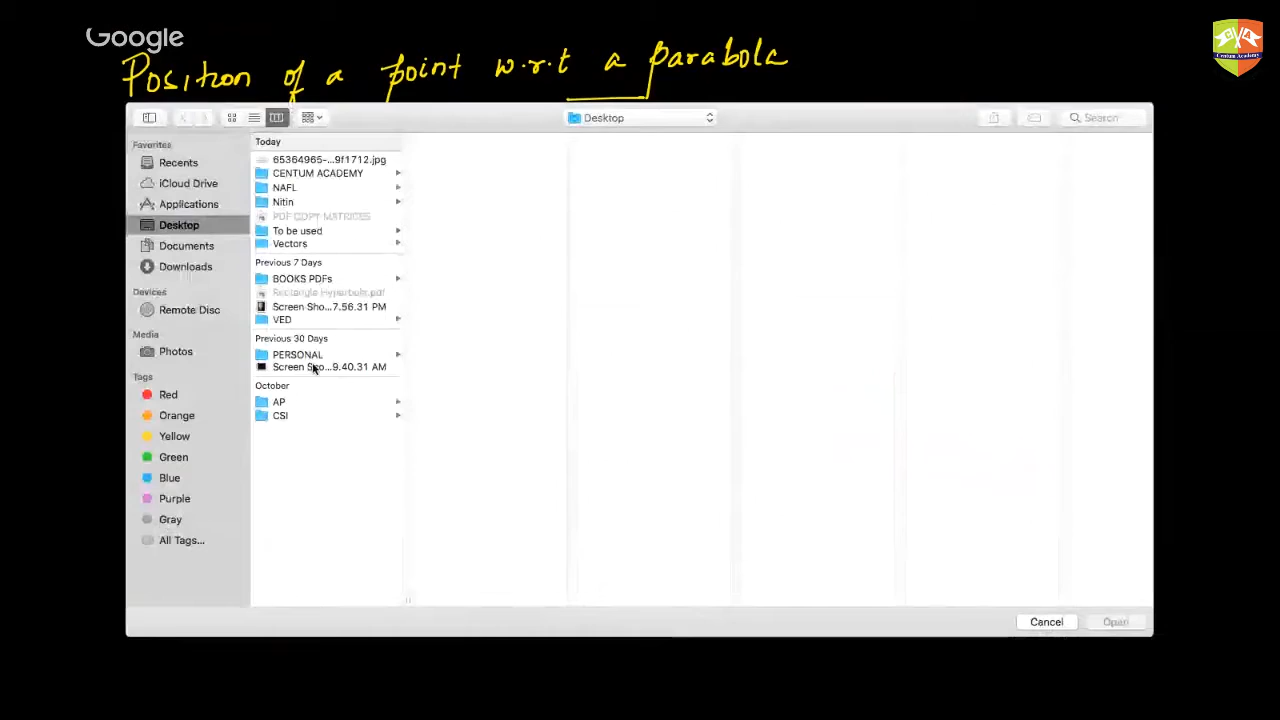 Google
Position of a point w.r.t a parabola
Centum Academy
Desktop
Search
Favorites
Recents
iCloud Drive
Applications
Desktop
Documents
Downloads
Devices
Remote Disc
Media
Photos
Tags
Red
Orange
Yellow
Green
Blue
Purple
Gray
All Tags...
Today
65364965-...9f1712.jpg
CENTUM ACADEMY
NAFL
Nitin
PDF COPY MATRICES
To be used
Vectors
Previous 7 Days
BOOKS PDFs
Rectangle Hyperbola.pdf
Screen Sho...7.56.31 PM
VED
Previous 30 Days
PERSONAL
Screen Sho...9.40.31 AM
October
AP
CSI
Cancel
Open